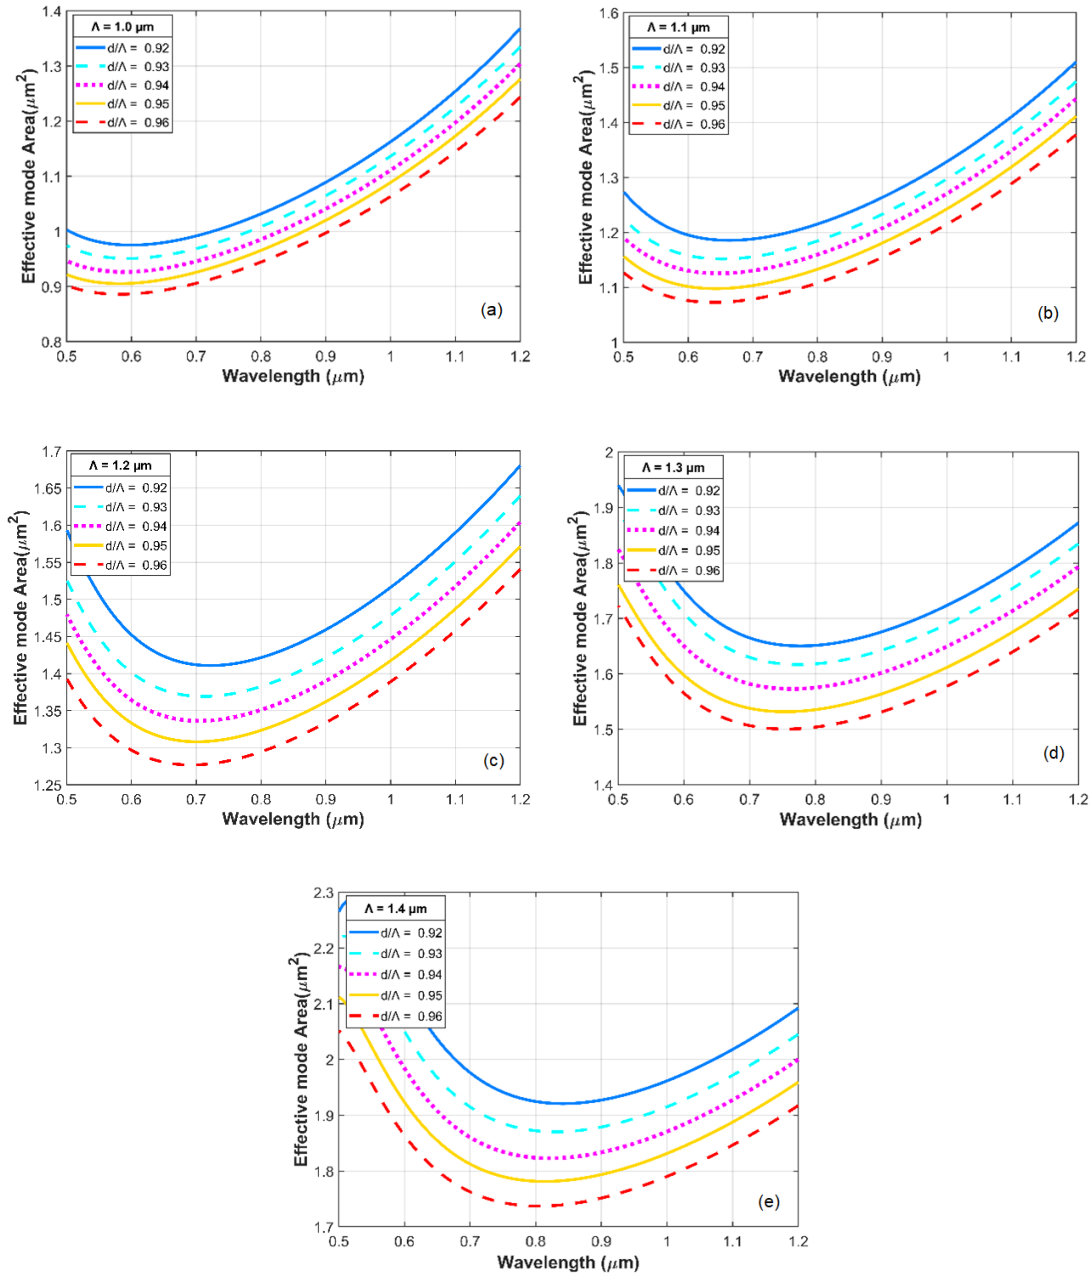 1.4
1.3
1.2
1.1
1
0.9
0.8
Effective mode Area(μm²)
Λ = 1.0 μm
d/Λ = 0.92
d/Λ = 0.93
d/Λ = 0.94
d/Λ = 0.95
d/Λ = 0.96
(a)
0.5 0.6 0.7 0.8 0.9 1 1.1 1.2
Wavelength (μm)
1.6
1.5
1.4
1.3
1.2
1.1
1
Effective mode Area(μm²)
Λ = 1.1 μm
d/Λ = 0.92
d/Λ = 0.93
d/Λ = 0.94
d/Λ = 0.95
d/Λ = 0.96
(b)
0.5 0.6 0.7 0.8 0.9 1 1.1 1.2
Wavelength (μm)
1.7
1.65
1.6
1.55
1.5
1.45
1.4
1.35
1.3
1.25
Effective mode Area(μm²)
Λ = 1.2 μm
d/Λ = 0.92
d/Λ = 0.93
d/Λ = 0.94
d/Λ = 0.95
d/Λ = 0.96
(c)
0.5 0.6 0.7 0.8 0.9 1 1.1 1.2
Wavelength (μm)
2
1.9
1.8
1.7
1.6
1.5
1.4
Effective mode Area(μm²)
Λ = 1.3 μm
d/Λ = 0.92
d/Λ = 0.93
d/Λ = 0.94
d/Λ = 0.95
d/Λ = 0.96
(d)
0.5 0.6 0.7 0.8 0.9 1 1.1 1.2
Wavelength (μm)
2.3
2.2
2.1
2
1.9
1.8
1.7
Effective mode Area(μm²)
Λ = 1.4 μm
d/Λ = 0.92
d/Λ = 0.93
d/Λ = 0.94
d/Λ = 0.95
d/Λ = 0.96
(e)
0.5 0.6 0.7 0.8 0.9 1 1.1 1.2
Wavelength (μm)